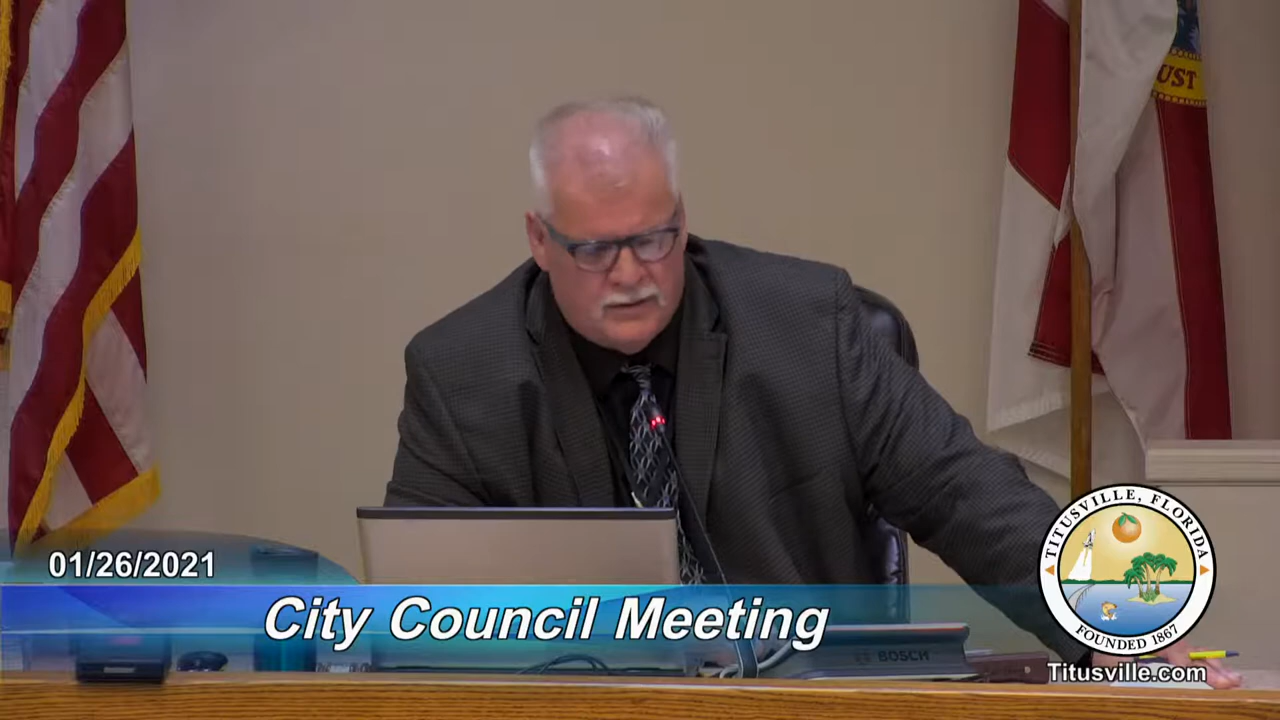 UST
01/26/2021
City Council Meeting
BOSCH
TITUSVILLE, FLORIDA
FOUNDED 1867
Titusville.com